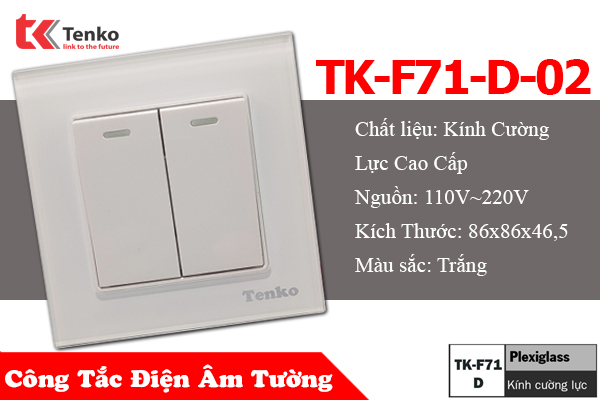 tk Tenko
link to the future
TK-F71-D-02
Chất liệu: Kính Cường
Lực Cao Cấp
Nguồn: 110V~220V
Kích Thước: 86x86x46,5
Màu sắc: Trắng
Tenko
Công Tắc Điện Âm Tường
TK-F71
D
Plexiglass
Kính cường lực